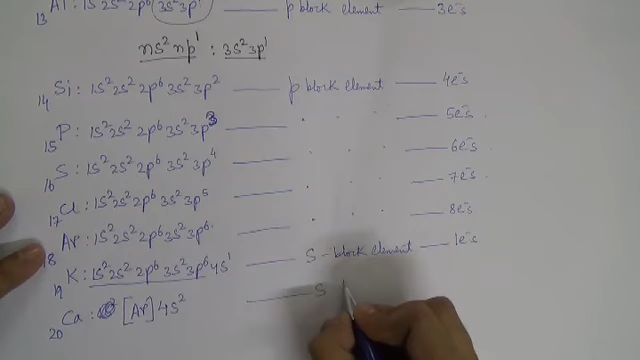 13 Al : 1s² 2s² 2p⁶ 3s² 3p¹ —— p block element —— 3e⁻s
ns² np¹ : 3s² 3p¹
14 Si : 1s² 2s² 2p⁶ 3s² 3p² —— p block element —— 4e⁻s
15 P : 1s² 2s² 2p⁶ 3s² 3p³ —— " " " —— 5e⁻s
16 S : 1s² 2s² 2p⁶ 3s² 3p⁴ —— " " " —— 6e⁻s
17 Cl : 1s² 2s² 2p⁶ 3s² 3p⁵ —— " " " —— 7e⁻s
18 Ar : 1s² 2s² 2p⁶ 3s² 3p⁶ —— " " " —— 8e⁻s
19 K : 1s² 2s² 2p⁶ 3s² 3p⁶ 4s¹ —— S - block element —— 1e⁻s
20 Ca : [Ar] 4s² —— S